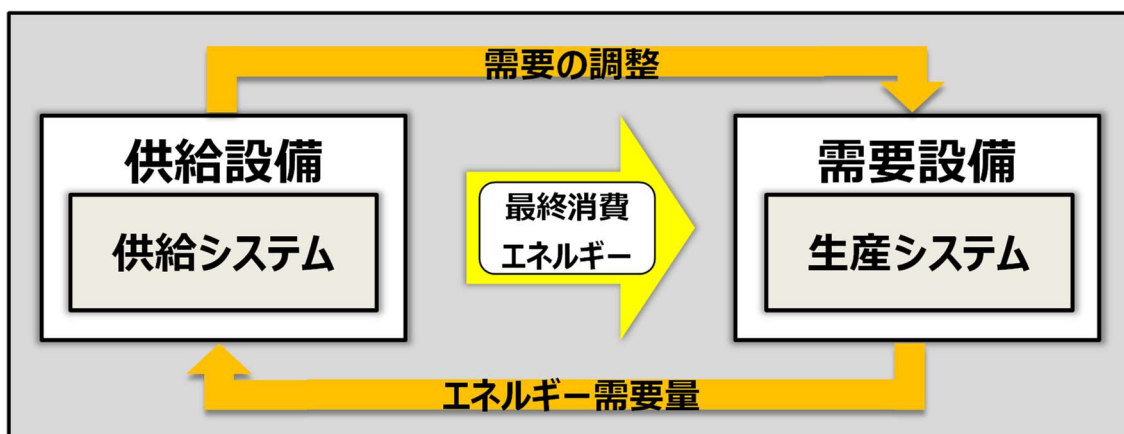 需要の調整
供給設備
供給システム
最終消費
エネルギー
需要設備
生産システム
エネルギー需要量